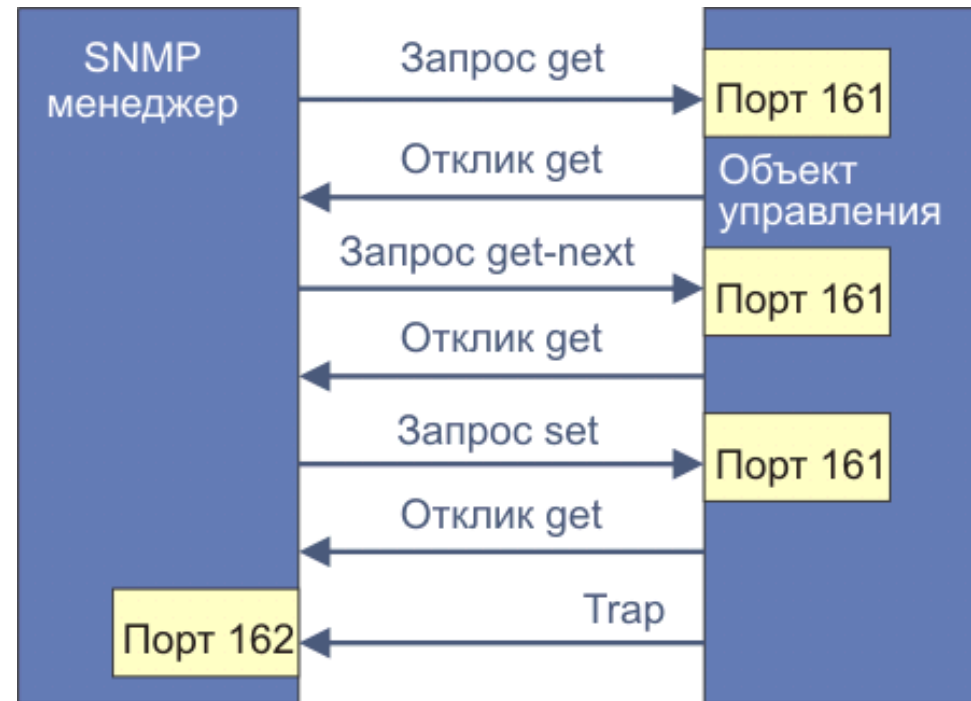 SNMP
менеджер
Запрос get
Порт 161
Отклик get
Объект
управления
Запрос get-next
Порт 161
Отклик get
Запрос set
Порт 161
Отклик get
Trap
Порт 162